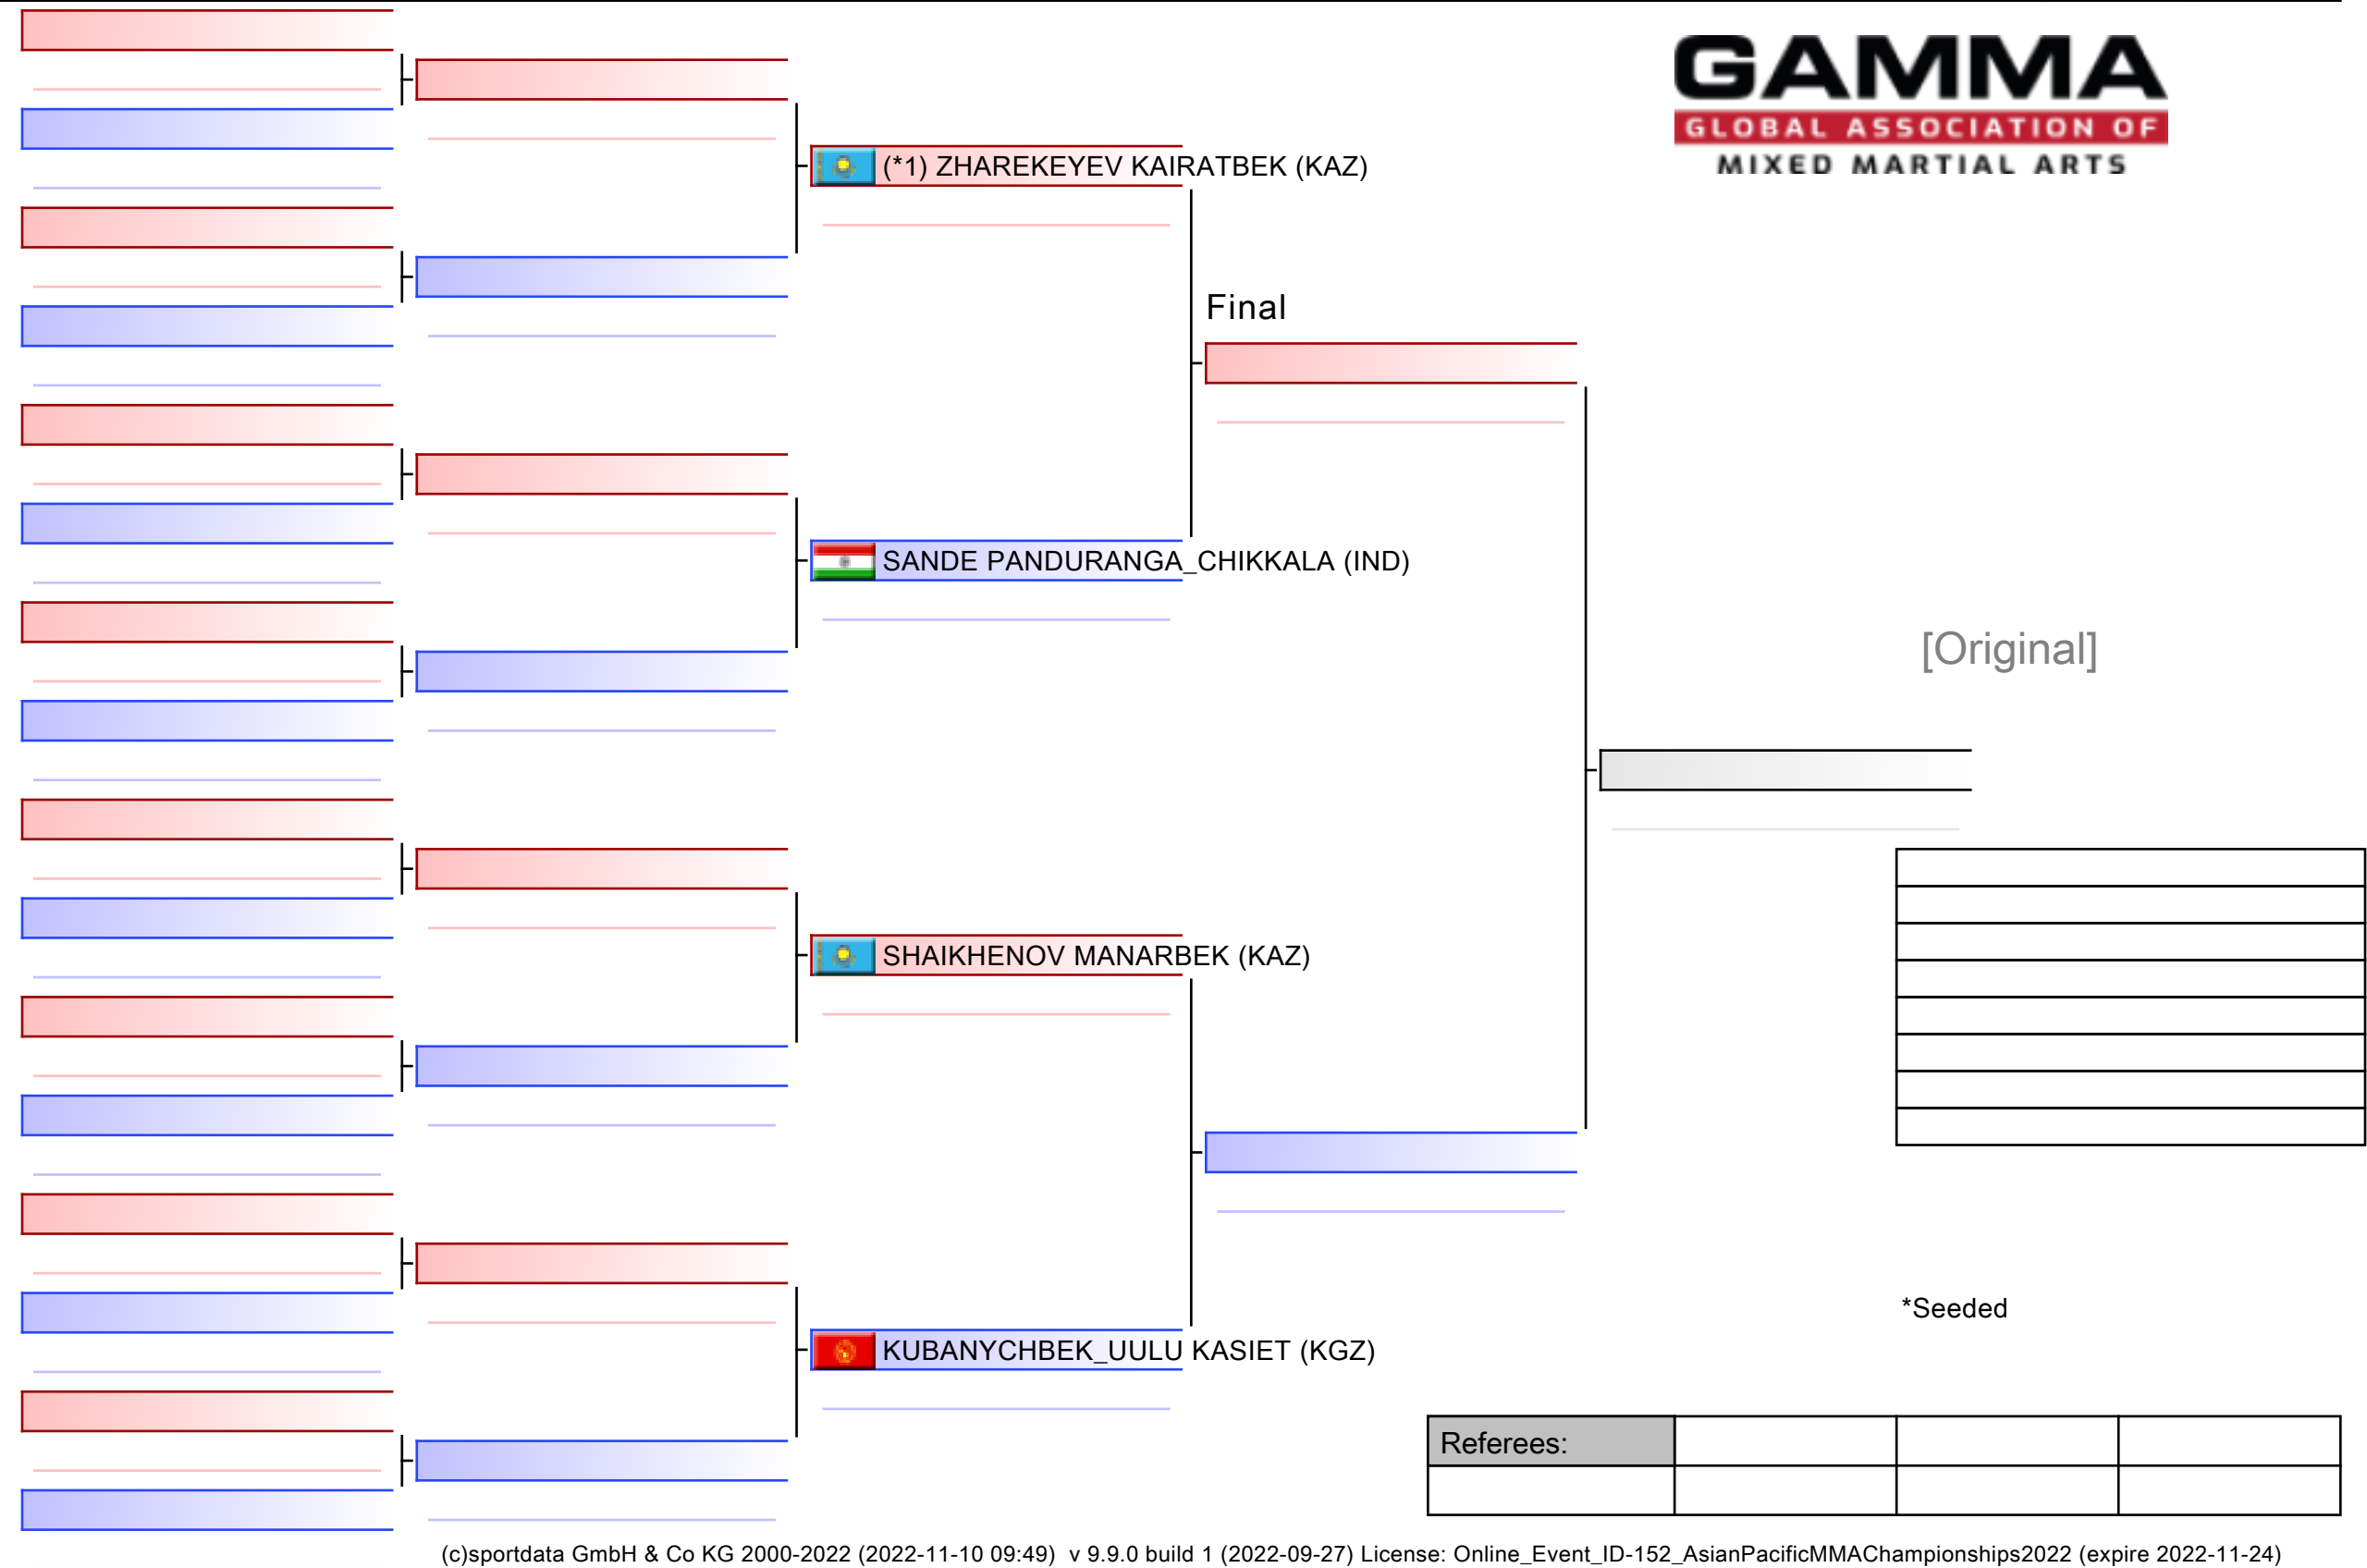 GAMMA
GLOBAL ASSOCIATION OF
MIXED MARTIAL ARTS
(*1) ZHAREKEYEV KAIRATBEK (KAZ)
Final
SANDE PANDURANGA_CHIKKALA (IND)
[Original]
SHAIKHENOV MANARBEK (KAZ)
*Seeded
KUBANYCHBEK_UULU KASIET (KGZ)
Referees:
(c)sportdata GmbH & Co KG 2000-2022 (2022-11-10 09:49)  v 9.9.0 build 1 (2022-09-27) License: Online_Event_ID-152_AsianPacificMMAChampionships2022 (expire 2022-11-24)